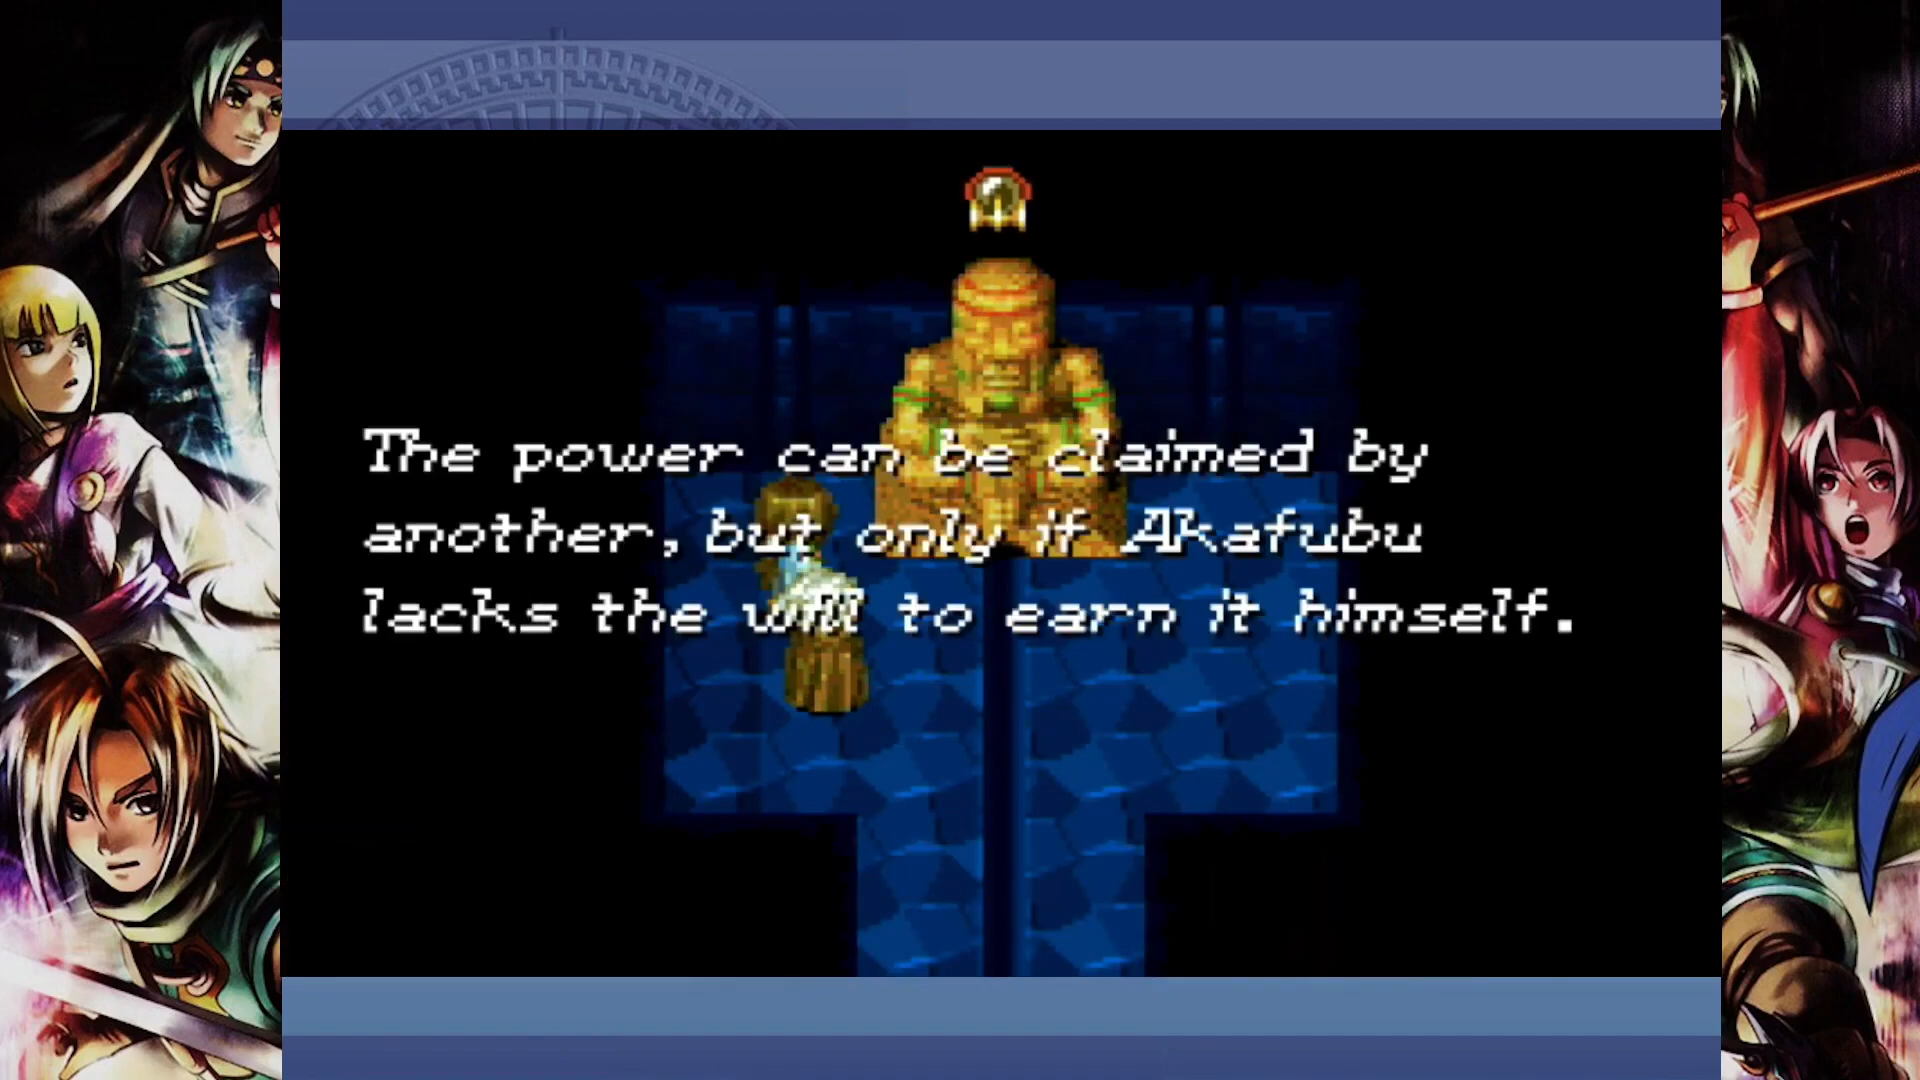 The power can be claimed by
another, but only if Akafubu
lacks the will to earn it himself.